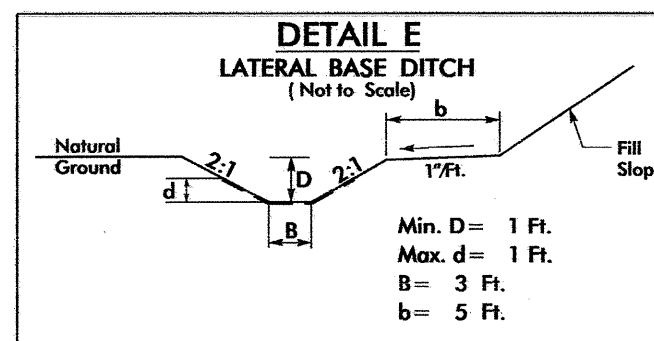 DETAIL E
LATERAL BASE DITCH
(Not to Scale)
b
Natural
Ground
2:1
D
2:1
1"/Ft.
Fill
Slop
d
B
Min. D= 1 Ft.
Max. d= 1 Ft.
B= 3 Ft.
b= 5 Ft.